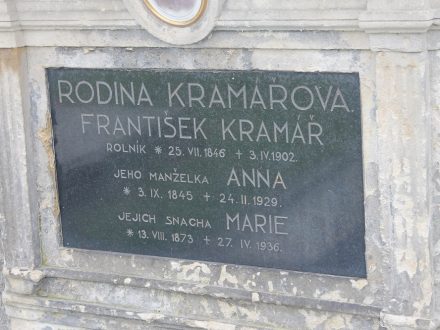 RODINA KRAMÁŘOVA
FRANTIŠEK KRAMÁŘ
ROLNÍK * 25. VII. 1846 + 3. IV. 1902.
JEHO MANŽELKA ANNA
* 3. IX. 1845 + 24. II. 1929.
JEJICH SNACHA MARIE
* 13. VIII. 1873 + 27. IV. 1936.